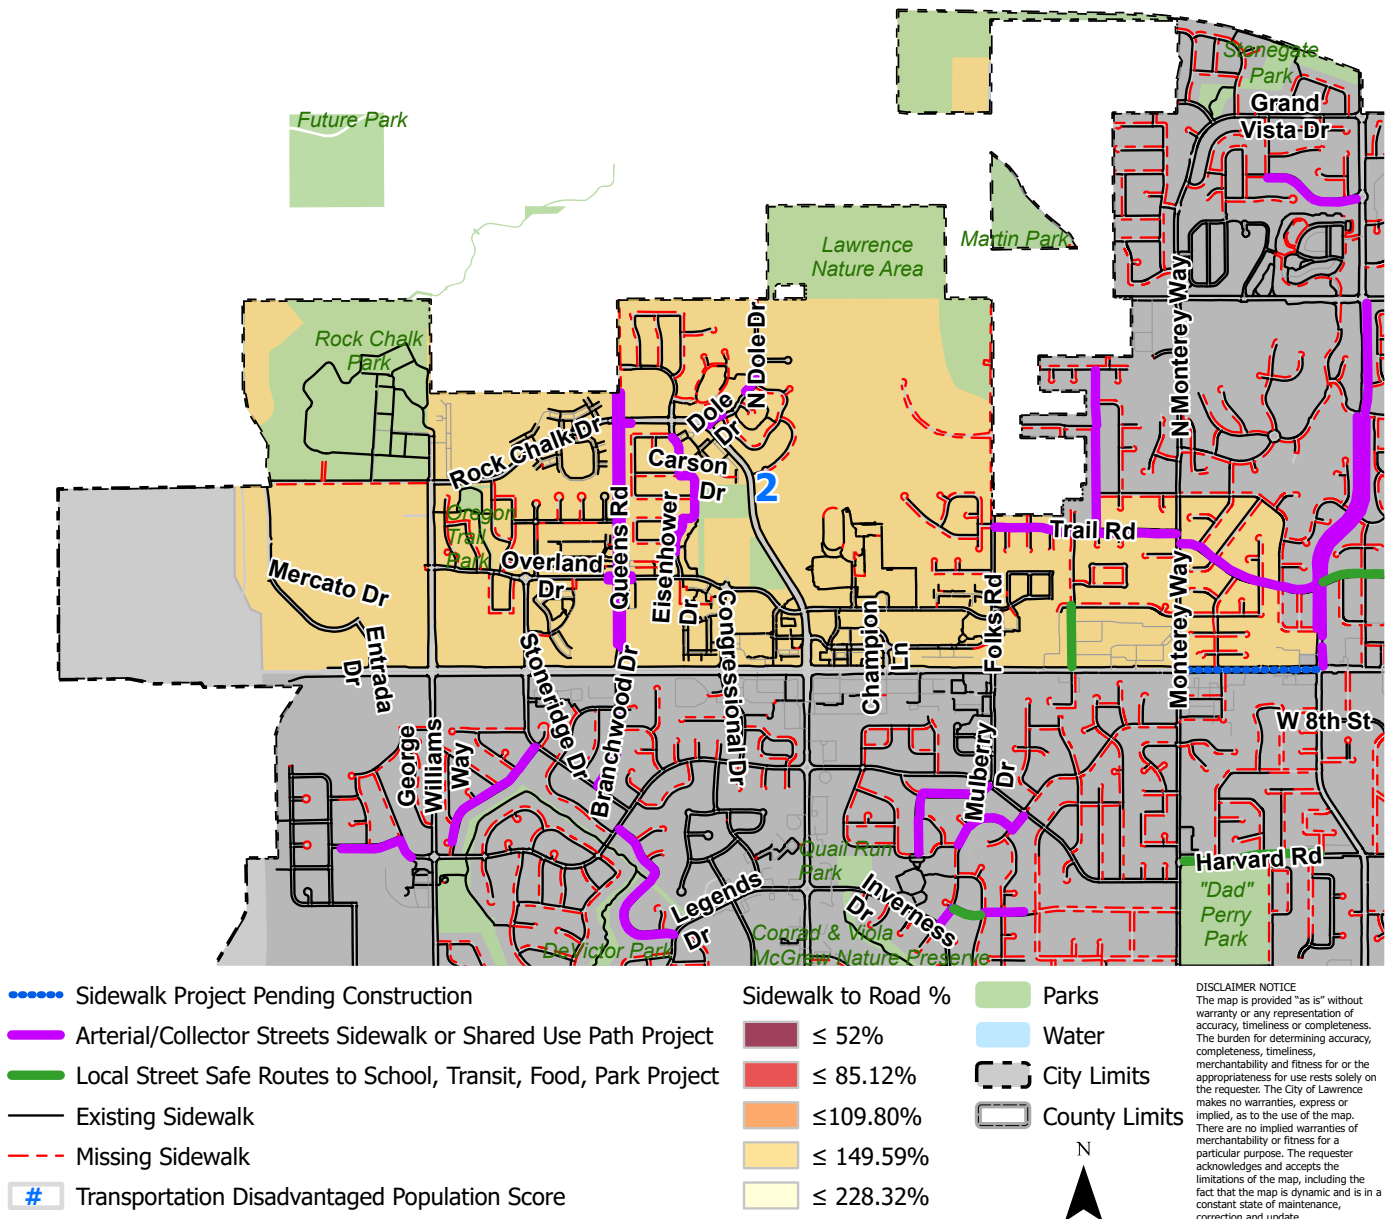 Stonegate
Park
Grand
Vista Dr
Future Park
Lawrence
Nature Area
Martin Park
N Monterey Way
Rock Chalk
Park
N Dole Dr
Dole
Dr
Rock Chalk Dr
Carson
Dr
2
Queens Rd
Oregon
Trail
Park
Eisenhower
Dr
Trail Rd
Overland
Dr
Mercato Dr
Congressional Dr
Champion
Ln
Folks Rd
Monterey Way
Entrada
Dr
Stoneridge Dr
Branchwood Dr
W 8th St
George
Williams
Way
Mulberry
Dr
Quail Run
Park
Harvard Rd
"Dad"
Perry
Park
Legends
Dr
Inverness
Dr
DeVictor Park
Conrad & Viola
McGrew Nature Preserve
Sidewalk Project Pending Construction
Arterial/Collector Streets Sidewalk or Shared Use Path Project
Local Street Safe Routes to School, Transit, Food, Park Project
Existing Sidewalk
Missing Sidewalk
# Transportation Disadvantaged Population Score
Sidewalk to Road %
≤ 52%
≤ 85.12%
≤109.80%
≤ 149.59%
≤ 228.32%
Parks
Water
City Limits
County Limits
N
DISCLAIMER NOTICE
The map is provided "as is" without
warranty or any representation of
accuracy, timeliness or completeness.
The burden for determining accuracy,
completeness, timeliness,
merchantability and fitness for or the
appropriateness for use rests solely on
the requester. The City of Lawrence
makes no warranties, express or
implied, as to the use of the map.
There are no implied warranties of
merchantability or fitness for a
particular purpose. The requester
acknowledges and accepts the
limitations of the map, including the
fact that the map is dynamic and is in a
constant state of maintenance,
correction and update.